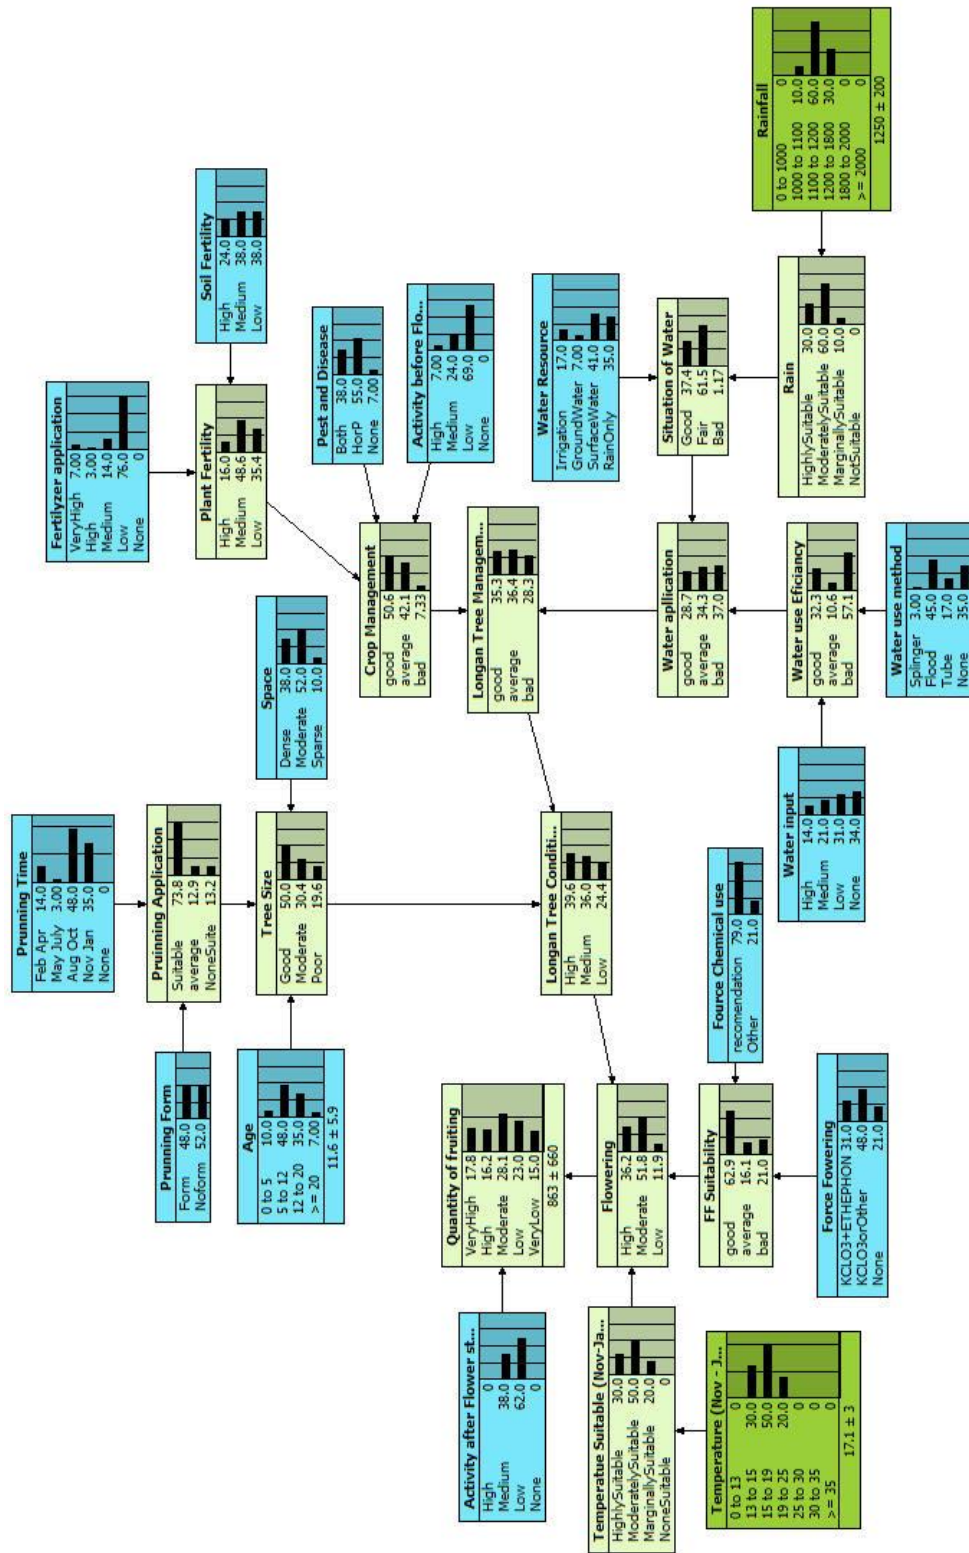 Prunning Time
Feb Apr 14.0
May July 3.00
Aug Oct 48.0
Nov Jan 35.0
None 0
Prunning Form
Form 48.0
Noform 52.0
Pruinning Application
Suitable 73.8
average 12.9
NoneSuite 13.2
Age
0 to 5 10.0
5 to 12 48.0
12 to 20 35.0
>= 20 7.00
11.6 ± 5.9
Tree Size
Good 50.0
Moderate 30.4
Poor 19.6
Space
Dense 38.0
Moderate 52.0
Sparse 10.0
Fertilyzer application
VeryHigh 7.00
High 3.00
Medium 14.0
Low 76.0
None 0
Soil Fertility
High 24.0
Medium 38.0
Low 38.0
Plant Fertility
High 16.0
Medium 48.6
Low 35.4
Pest and Disease
Both 38.0
HorP 55.0
None 7.00
Crop Management
good 50.6
average 42.1
bad 7.33
Activity before Flo...
High 7.00
Medium 24.0
Low 69.0
None 0
Quantity of fruiting
VeryHigh 17.8
High 16.2
Moderate 28.1
Low 23.0
VeryLow 15.0
863 ± 660
Longan Tree Managem...
good 35.3
average 36.4
bad 28.3
Activity after Flower st...
High 0
Medium 38.0
Low 62.0
None 0
Longan Tree Conditi...
High 39.6
Medium 36.0
Low 24.4
Water Resource
Irrigation 17.0
GroundWater 7.00
SurfaceWater 41.0
RainOnly 35.0
Flowering
High 36.2
Moderate 51.8
Low 11.9
Temperatue Suitable (Nov-Ja...
HighlySuitable 30.0
ModeratelySuitable 50.0
MarginallySuitable 20.0
NoneSuitable 0
Water apllication
good 28.7
average 34.3
bad 37.0
Situation of Water
Good 37.4
Fair 61.5
Bad 1.17
FF Suitability
good 62.9
average 16.1
bad 21.0
Fource Chemical use
recomendation 79.0
Other 21.0
Temperature (Nov - J...
0 to 13 0
13 to 15 30.0
15 to 19 50.0
19 to 25 20.0
25 to 30 0
30 to 35 0
>= 35 0
17.1 ± 3
Water input
High 14.0
Medium 21.0
Low 31.0
None 34.0
Water use Eficiancy
good 32.3
average 10.6
bad 57.1
Rain
HighlySuitable 30.0
ModeratelySuitable 60.0
MarginallySuitable 10.0
NotSuitable 0
Rainfall
0 to 1000 0
1000 to 1100 10.0
1100 to 1200 60.0
1200 to 1800 30.0
1800 to 2000 0
>= 2000 0
1250 ± 200
Force Fowering
KCLO3+ETHEPHON 31.0
KCLO3orOther 48.0
None 21.0
Water use method
Splinger 3.00
Flood 45.0
Tube 17.0
None 35.0